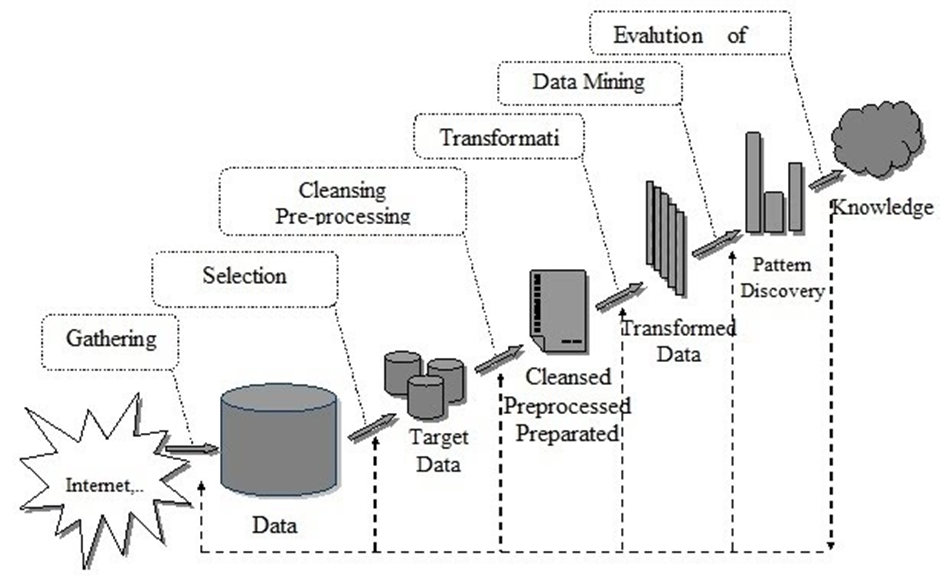 Evalution of
Data Mining
Transformati
Cleansing
Pre-processing
Selection
Gathering
Internet,..
Data
Target
Data
Cleansed
Preprocessed
Preparated
Transformed
Data
Pattern
Discovery
Knowledge